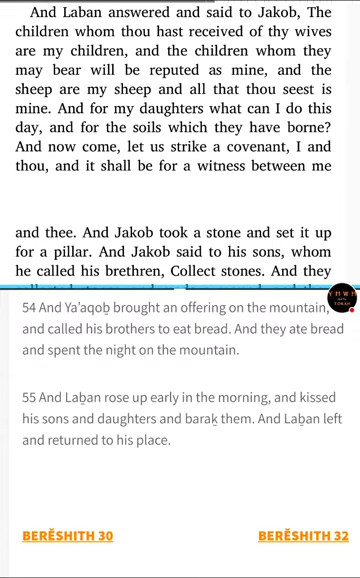 And Laban answered and said to Jakob, The
children whom thou hast received of thy wives
are my children, and the children whom they
may bear will be reputed as mine, and the
sheep are my sheep and all that thou seest is
mine. And for my daughters what can I do this
day, and for the soils which they have borne?
And now come, let us strike a covenant, I and
thou, and it shall be for a witness between me
and thee. And Jakob took a stone and set it up
for a pillar. And Jakob said to his sons, whom
he called his brethren, Collect stones. And they
54 And Ya'aqoḇ brought an offering on the mountain,
and called his brothers to eat bread. And they ate bread
and spent the night on the mountain.
55 And Laḇan rose up early in the morning, and kissed
his sons and daughters and baraḵ them. And Laḇan left
and returned to his place.
BERĚSHITH 30
BERĚSHITH 32